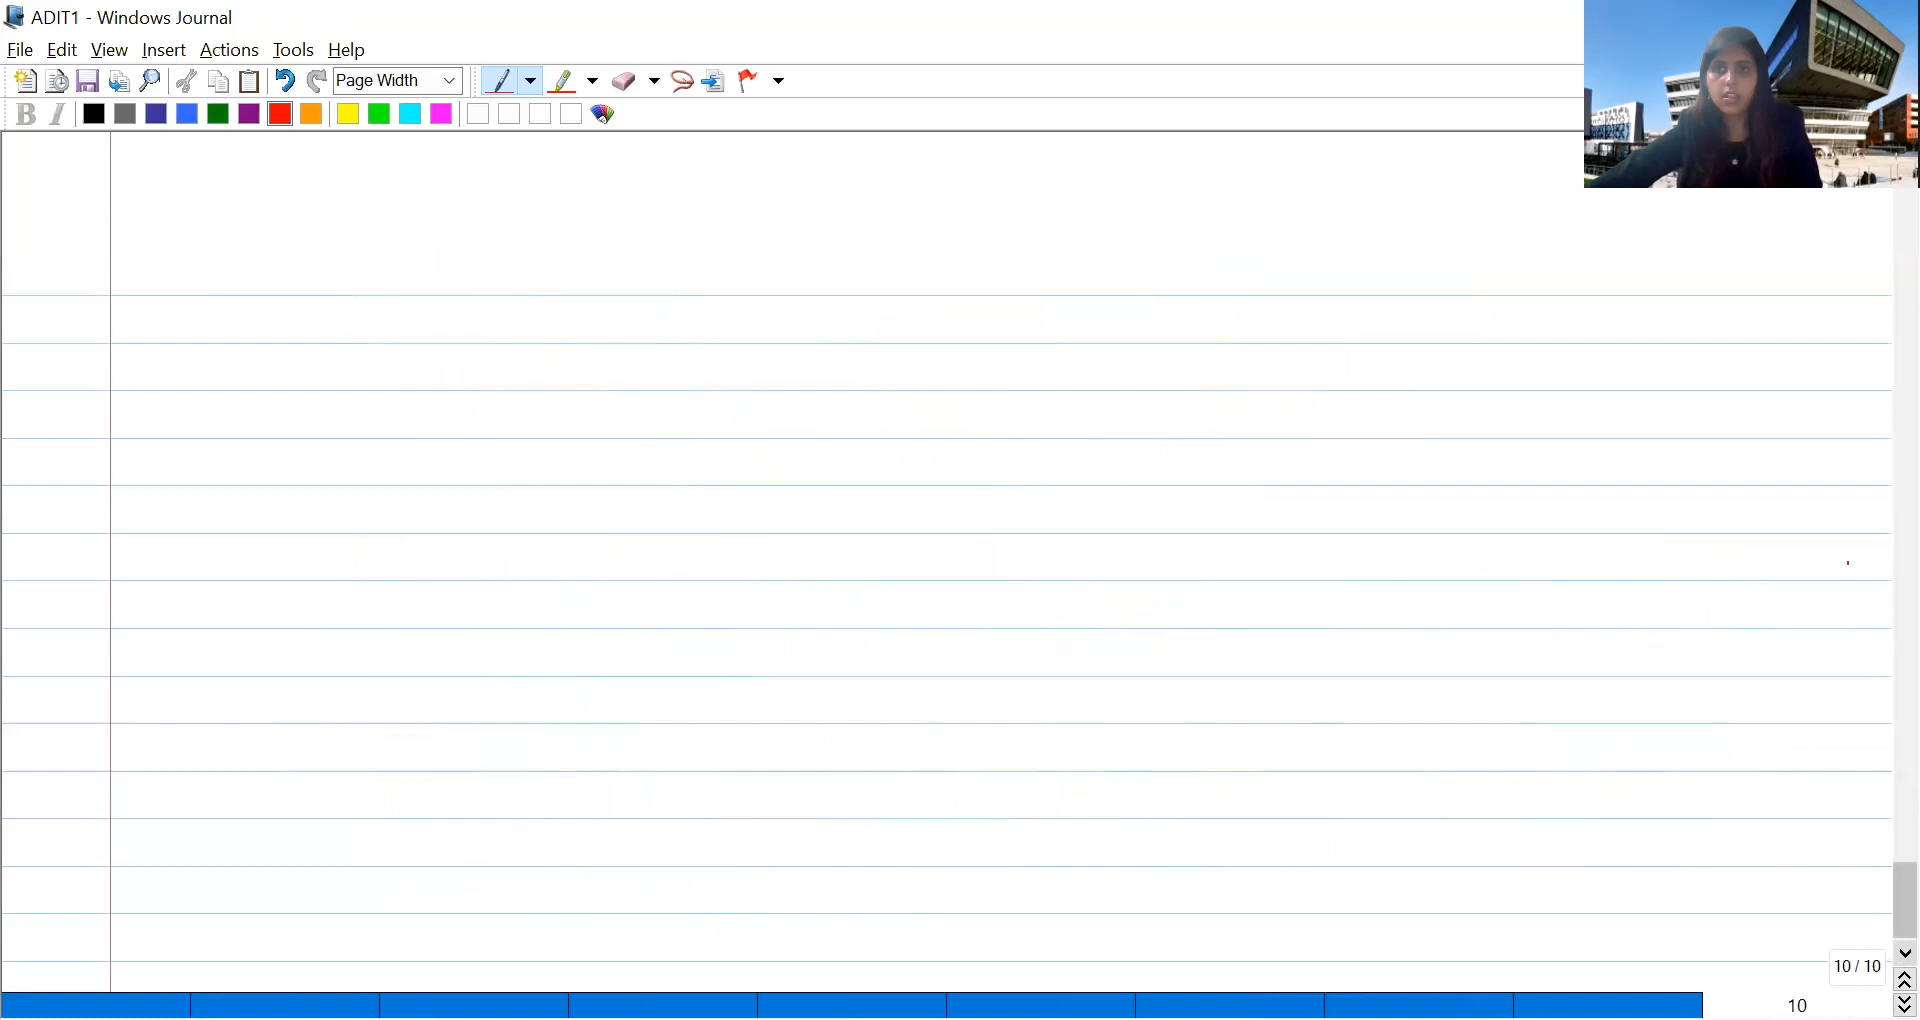 ADIT1 - Windows Journal
File Edit View Insert Actions Tools Help
Page Width
B I
10 / 10
10